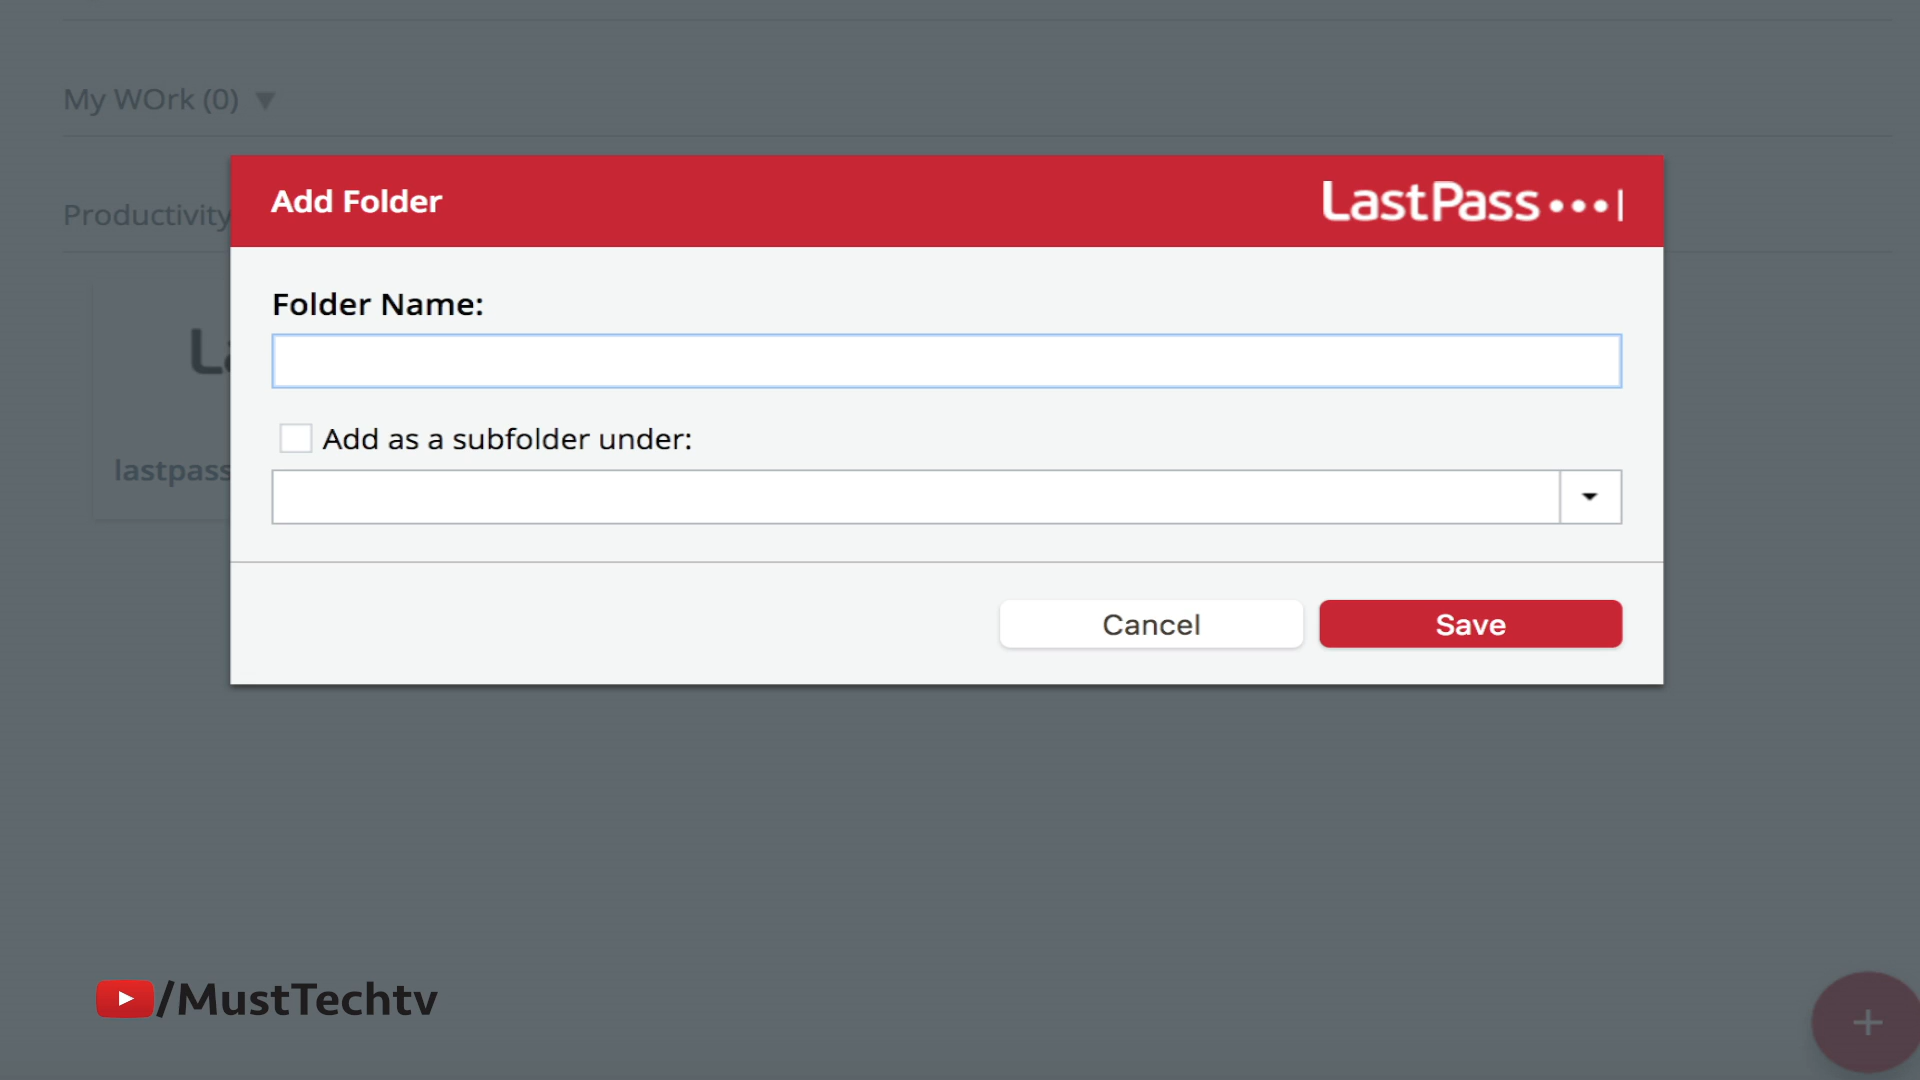 My WOrk (0)
Productivity
Add Folder
LastPass
Folder Name:
Add as a subfolder under:
lastpass
Cancel
Save
/MustTechtv